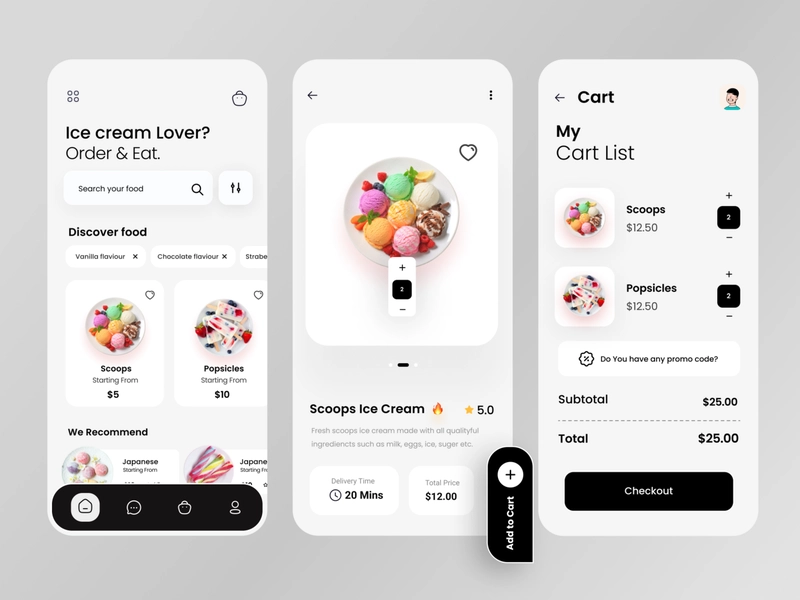 Ice cream Lover?
Order & Eat.
Search your food
Discover food
Vanilla flaviour ×
Chocolate flaviour ×
Strabe
Scoops
Starting From
$5
Popsicles
Starting From
$10
We Recommend
Japanese
Starting From
Japane
Starting Fr
+
2
−
Scoops Ice Cream
5.0
Fresh scoops ice cream made with all qualityful
ingrediencts such as milk, eggs, ice, suger etc.
Delivery Time
20 Mins
Total Price
$12.00
+
Add to Cart
Cart
My
Cart List
Scoops
$12.50
+
2
−
Popsicles
$12.50
+
2
−
Do You have any promo code?
Subtotal
$25.00
Total
$25.00
Checkout